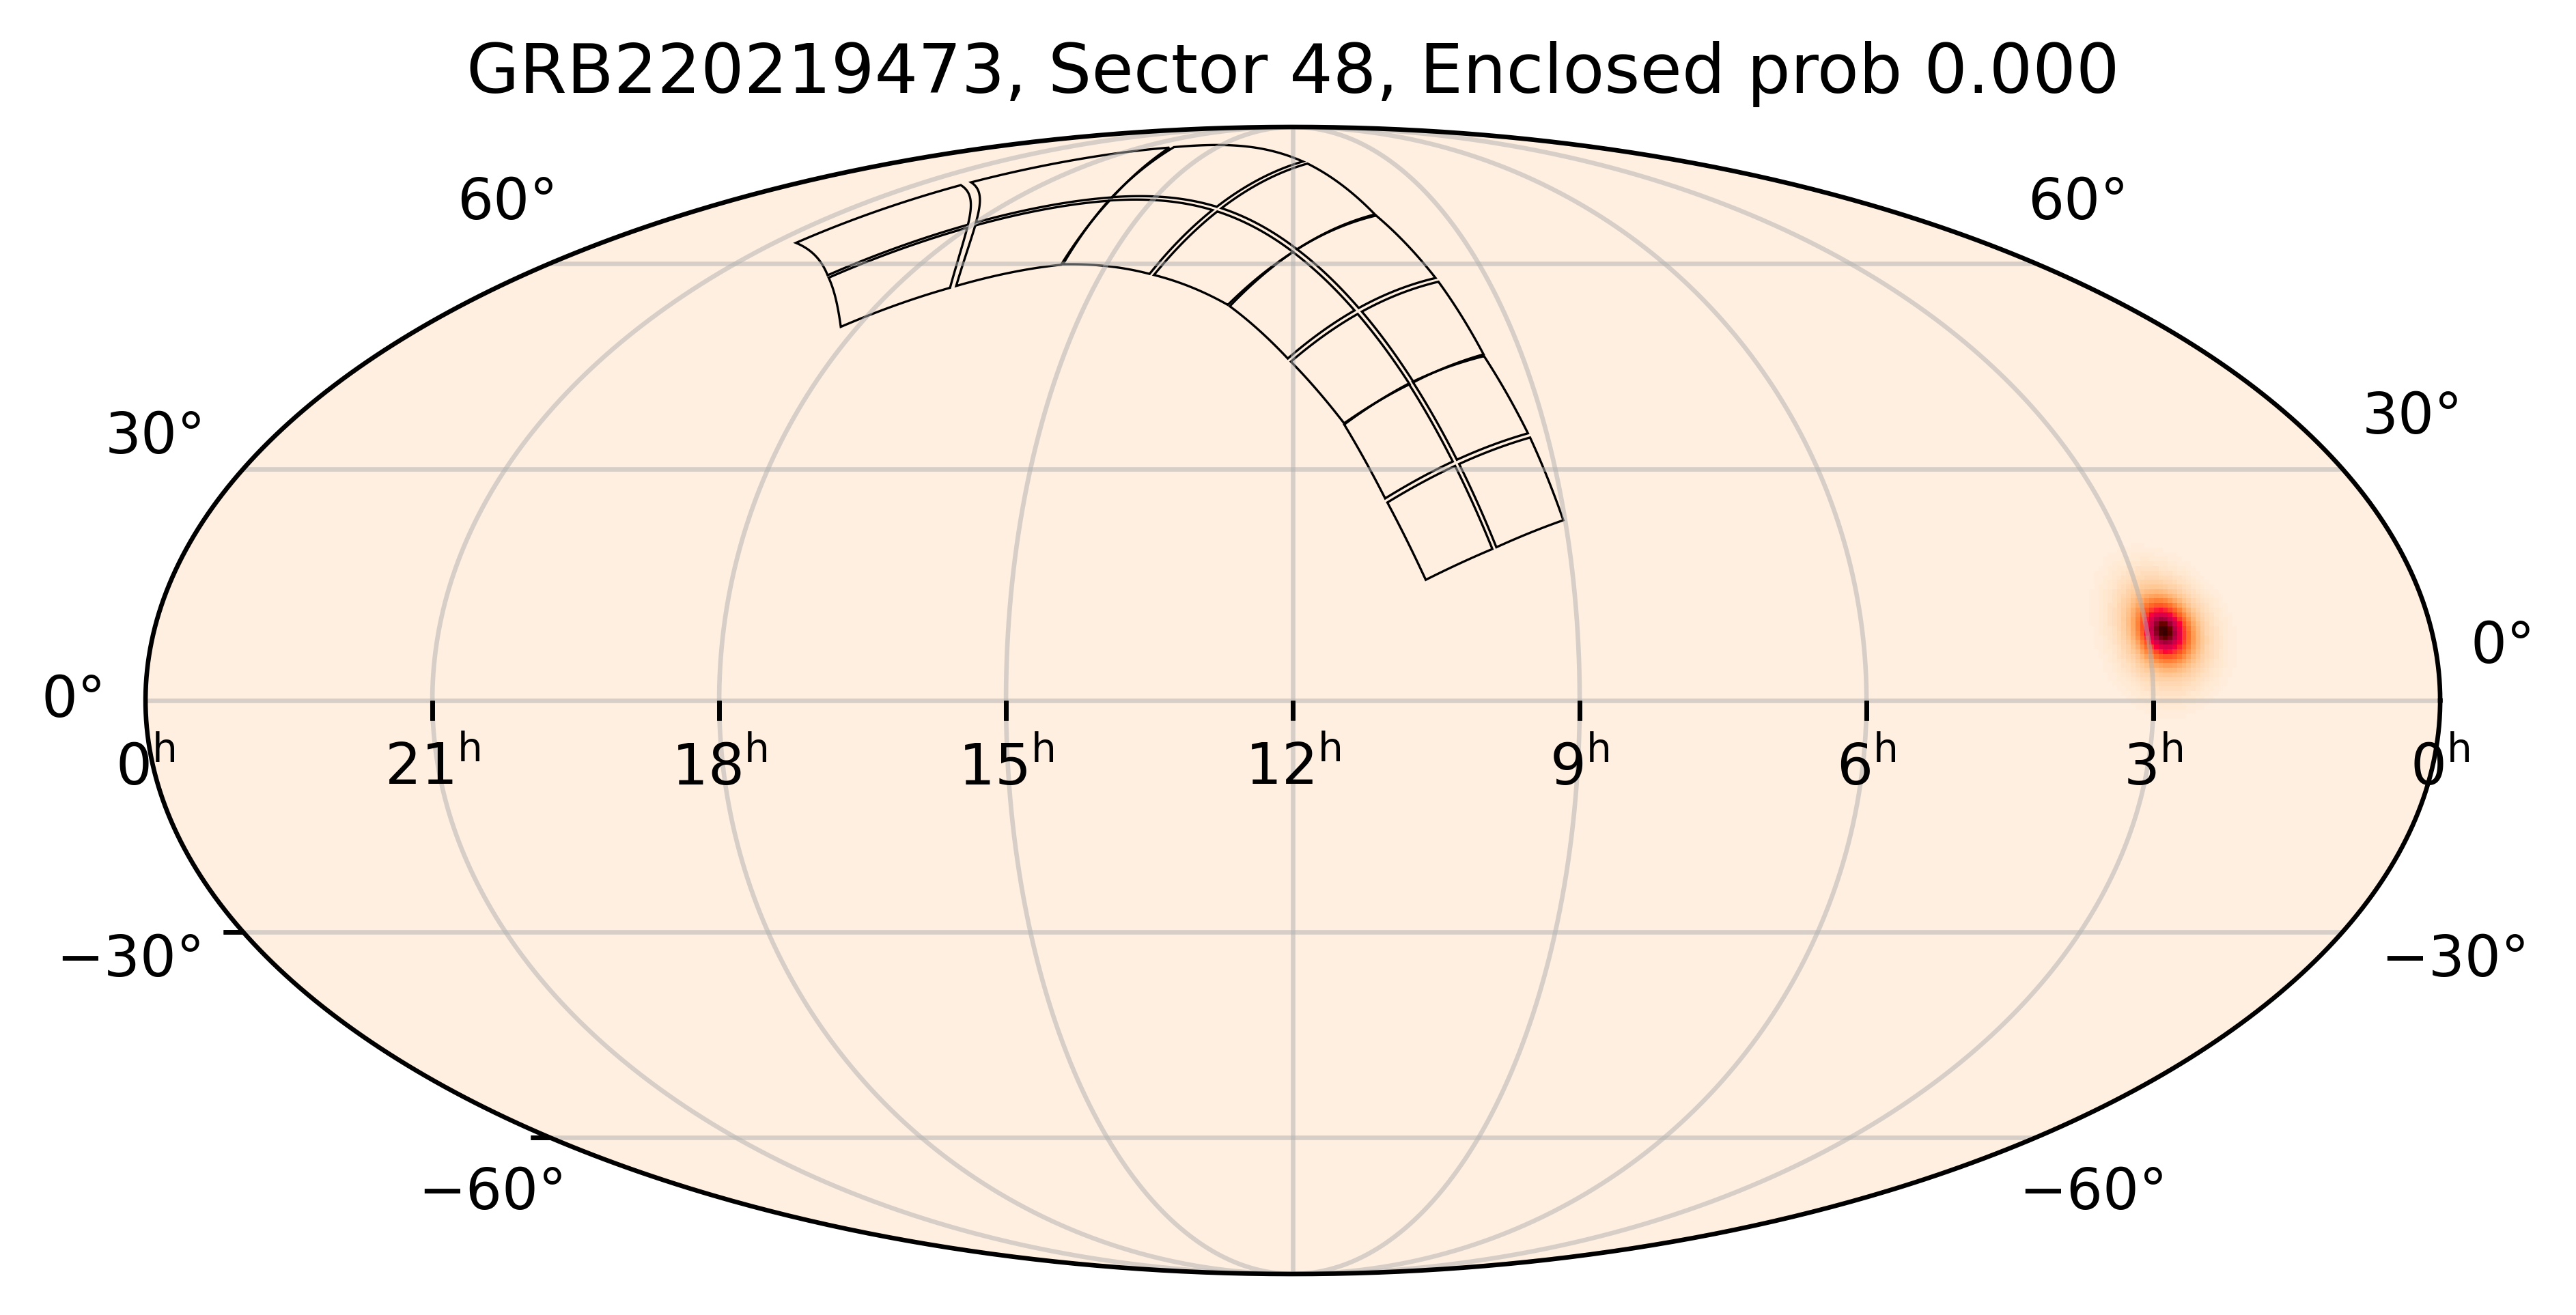 GRB220219473, Sector 48, Enclosed prob 0.000
60° 60°
30° 30°
0° 0°
0ʰ 21ʰ 18ʰ 15ʰ 12ʰ 9ʰ 6ʰ 3ʰ 0ʰ
−30° −30°
−60° −60°